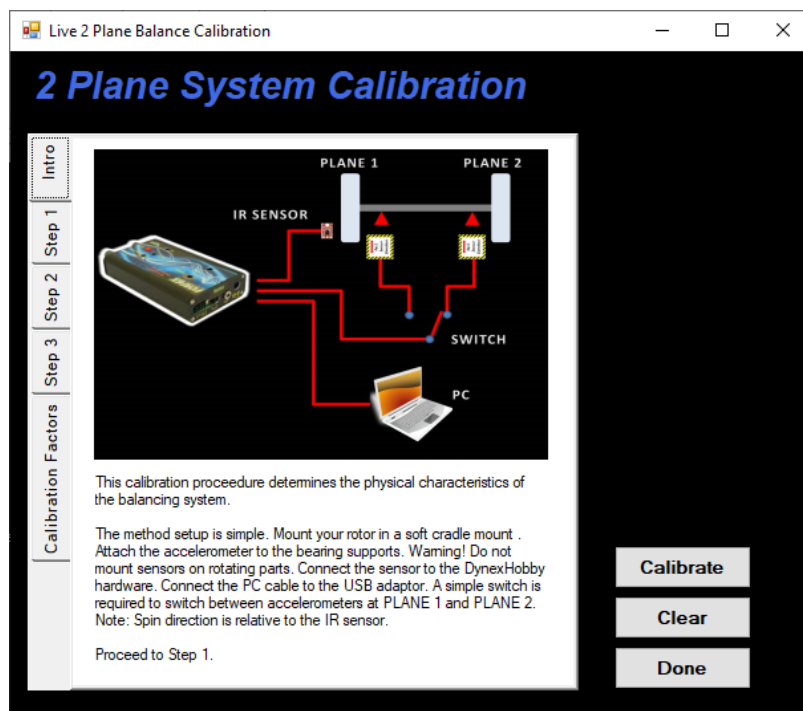 Live 2 Plane Balance Calibration
2 Plane System Calibration
Intro
Step 1
Step 2
Step 3
Calibration Factors
PLANE 1
PLANE 2
IR SENSOR
SWITCH
PC
This calibration proceedure detemines the physical characteristics of
the balancing system.
The method setup is simple. Mount your rotor in a soft cradle mount .
Attach the accelerometer to the bearing supports. Warning! Do not
mount sensors on rotating parts. Connect the sensor to the DynexHobby
hardware. Connect the PC cable to the USB adaptor. A simple switch is
required to switch between accelerometers at PLANE 1 and PLANE 2.
Note: Spin direction is relative to the IR sensor.
Proceed to Step 1.
Calibrate
Clear
Done